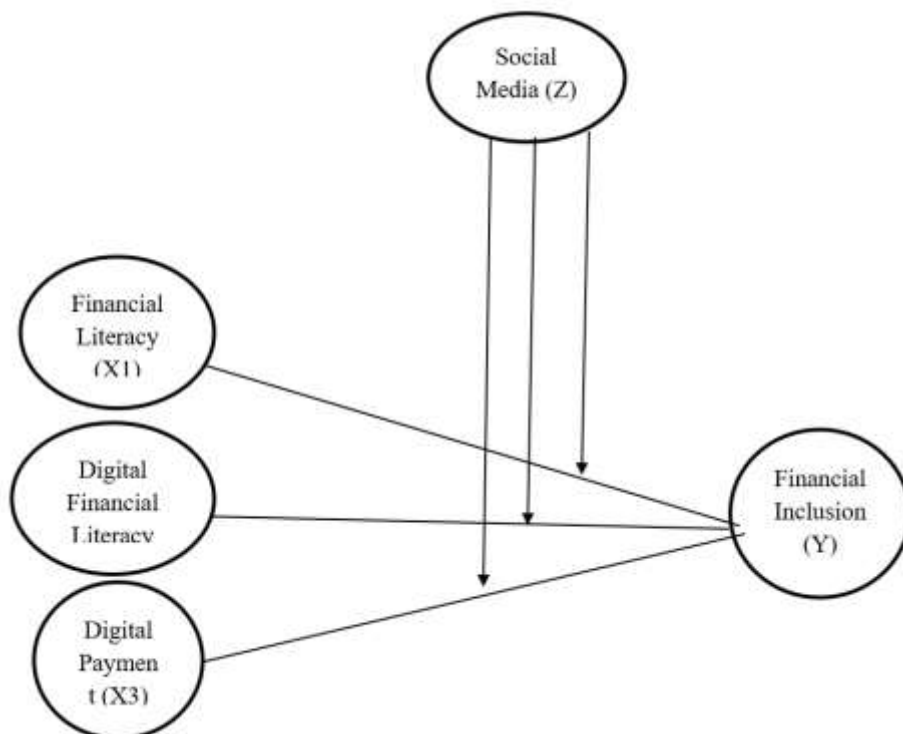 Social
Media (Z)
Financial
Literacy
(X1)
Digital
Financial
Literacy
Financial
Inclusion
(Y)
Digital
Paymen
t (X3)